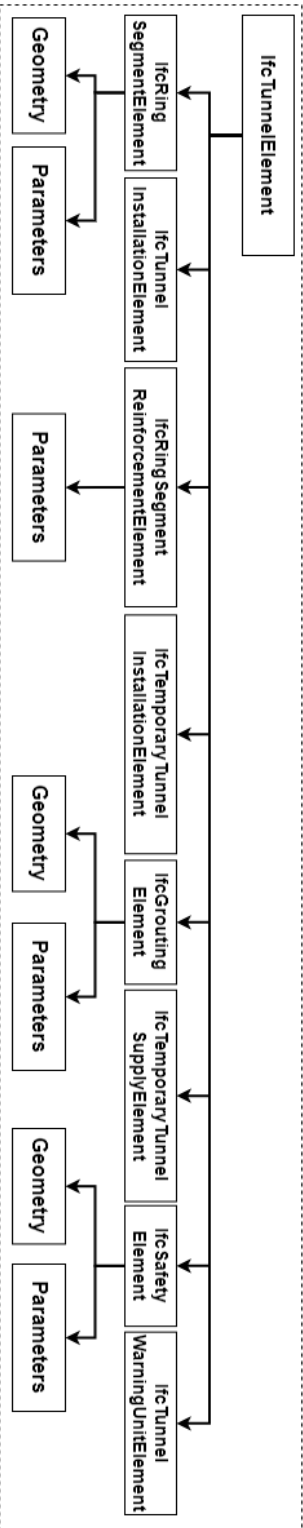 IfcTunnelElement
IfcRing
SegmentElement
IfcTunnel
InstallationElement
IfcRingSegment
ReinforcementElement
IfcTemporaryTunnel
InstallationElement
IfcGrouting
Element
IfcTemporaryTunnel
SupplyElement
IfcSafety
Element
IfcTunnel
WarningUnitElement
Geometry
Parameters
Parameters
Geometry
Parameters
Geometry
Parameters